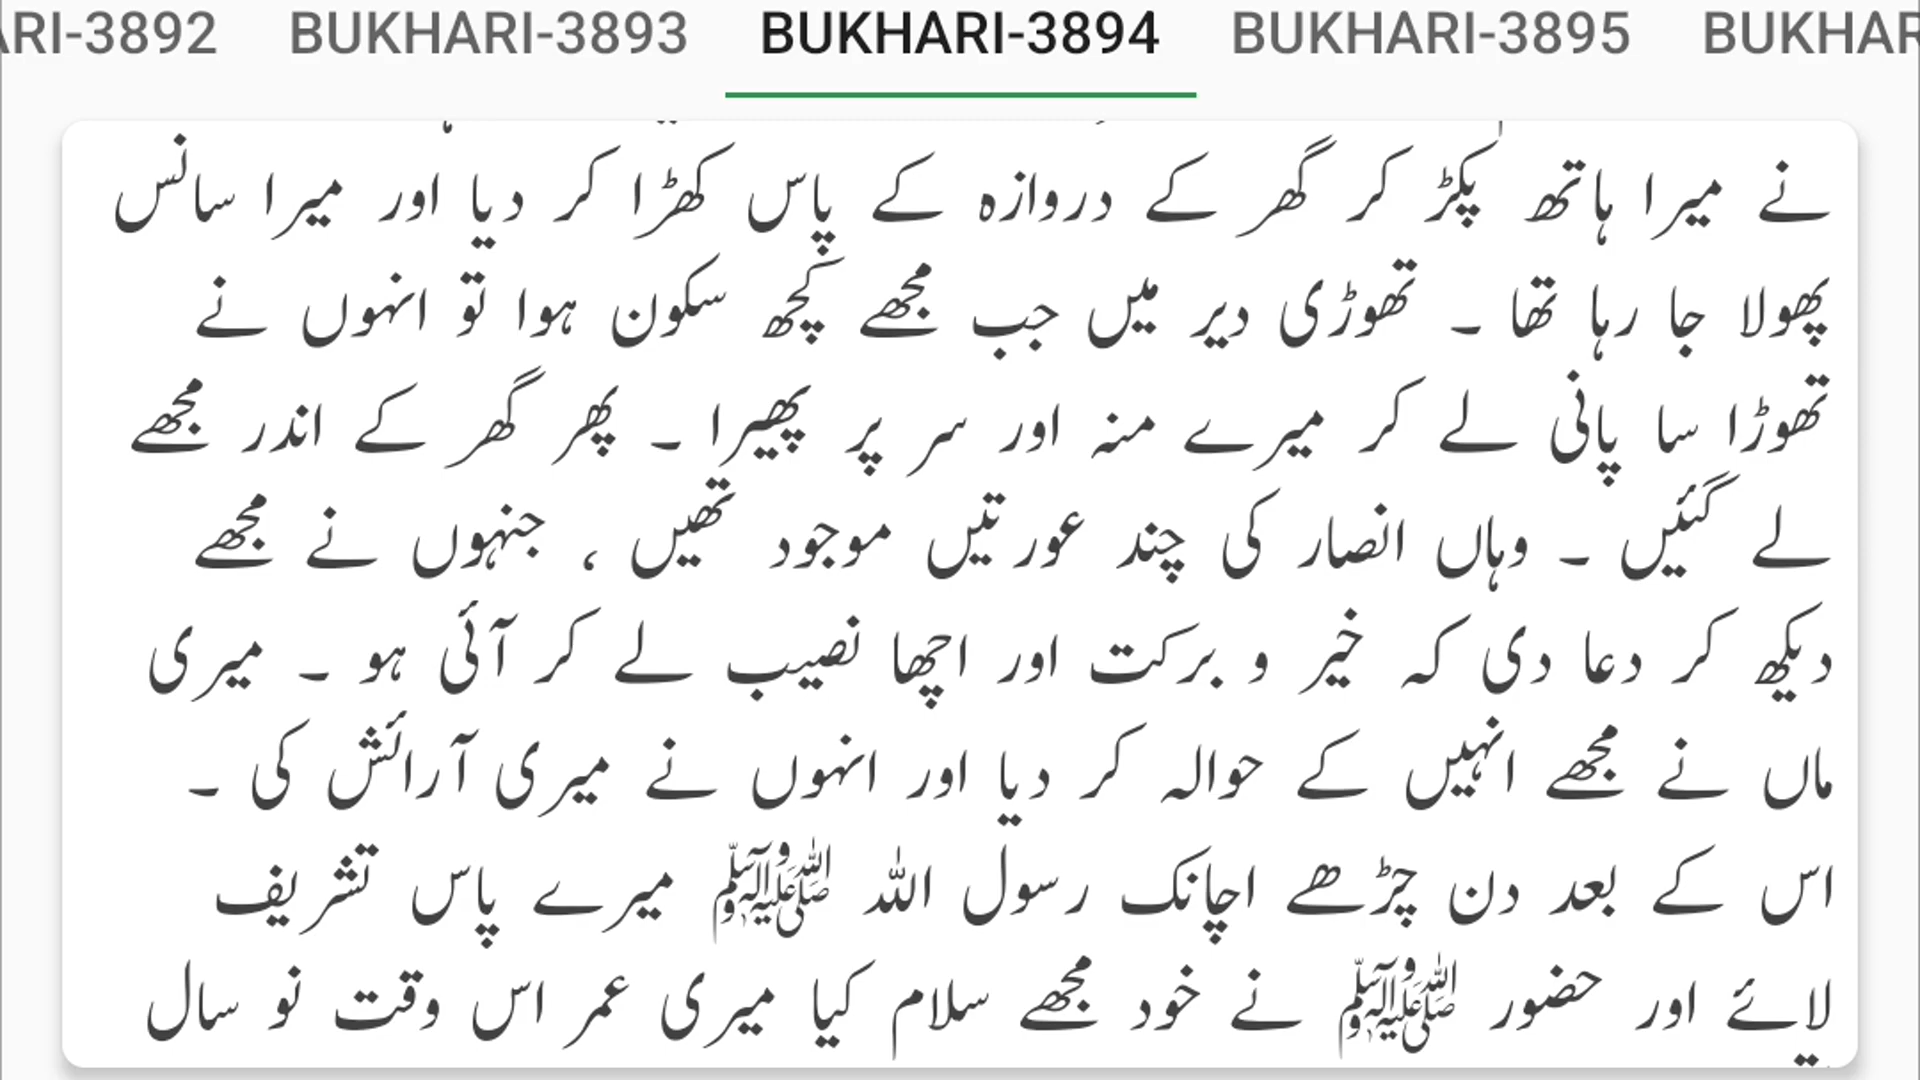 ARI-3892 BUKHARI-3893 BUKHARI-3894 BUKHARI-3895 BUKHAR
نے میرا ہاتھ پکڑ کر گھر کے دروازہ کے پاس کھڑا کر دیا اور میرا سانس
پھولا جا رہا تھا ۔ تھوڑی دیر میں جب مجھے کچھ سکون ہوا تو انہوں نے
تھوڑا سا پانی لے کر میرے منہ اور سر پر پھیرا ۔ پھر گھر کے اندر مجھے
لے گئیں ۔ وہاں انصار کی چند عورتیں موجود تھیں ، جنہوں نے مجھے
دیکھ کر دعا دی کہ خیر و برکت اور اچھا نصیب لے کر آئی ہو ۔ میری
ماں نے مجھے انہیں کے حوالہ کر دیا اور انہوں نے میری آرائش کی ۔
اس کے بعد دن چڑھے اچانک رسول اللہ ﷺ میرے پاس تشریف
لائے اور حضور ﷺ نے خود مجھے سلام کیا میری عمر اس وقت نو سال